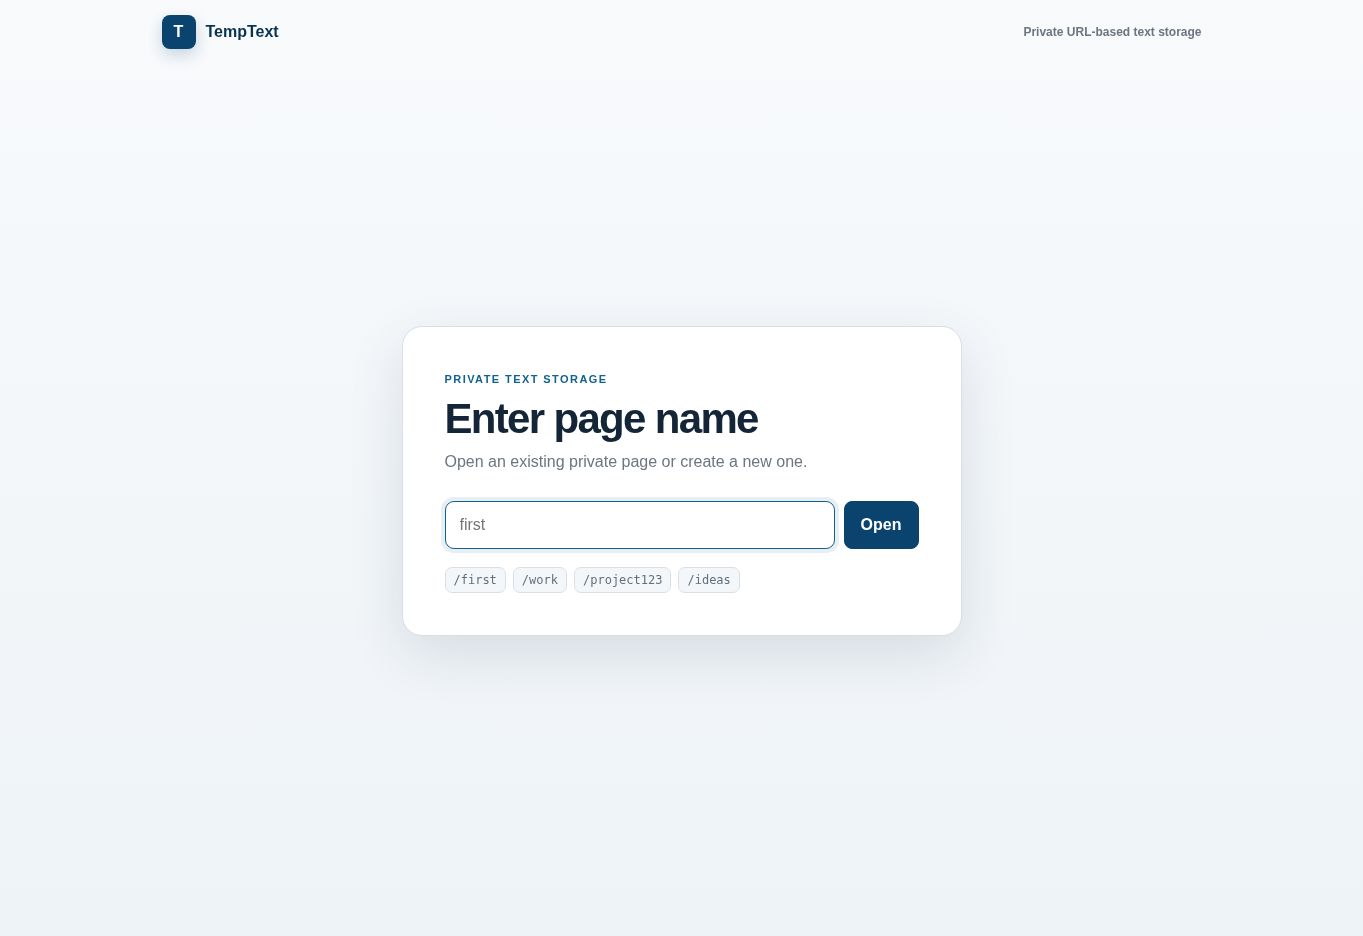 T TempText
Private URL-based text storage
PRIVATE TEXT STORAGE
Enter page name
Open an existing private page or create a new one.
first
Open
/first /work /project123 /ideas